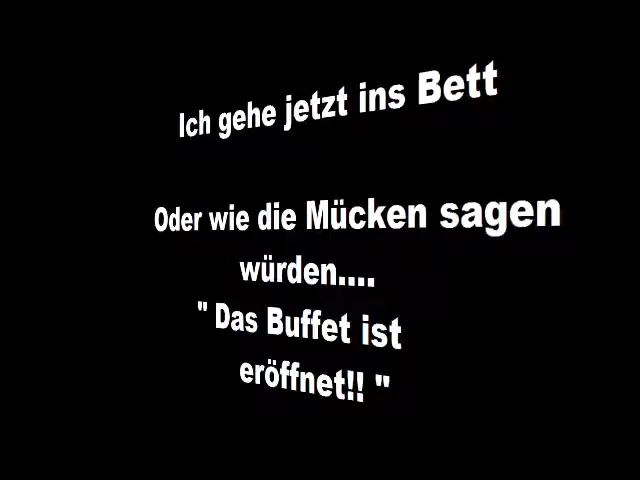 Ich gehe jetzt ins Bett
Oder wie die Mücken sagen
würden....
" Das Buffet ist
eröffnet!! "